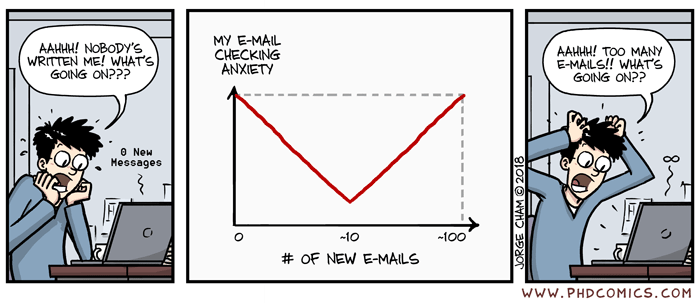 AAHHH! NOBODY'S
WRITTEN ME! WHAT'S
GOING ON???
0 New
Messages
MY E-MAIL
CHECKING
ANXIETY
0
~10
~100
# OF NEW E-MAILS
JORGE CHAM © 2018
AAHHH! TOO MANY
E-MAILS!! WHAT'S
GOING ON??
∞
WWW.PHDCOMICS.COM